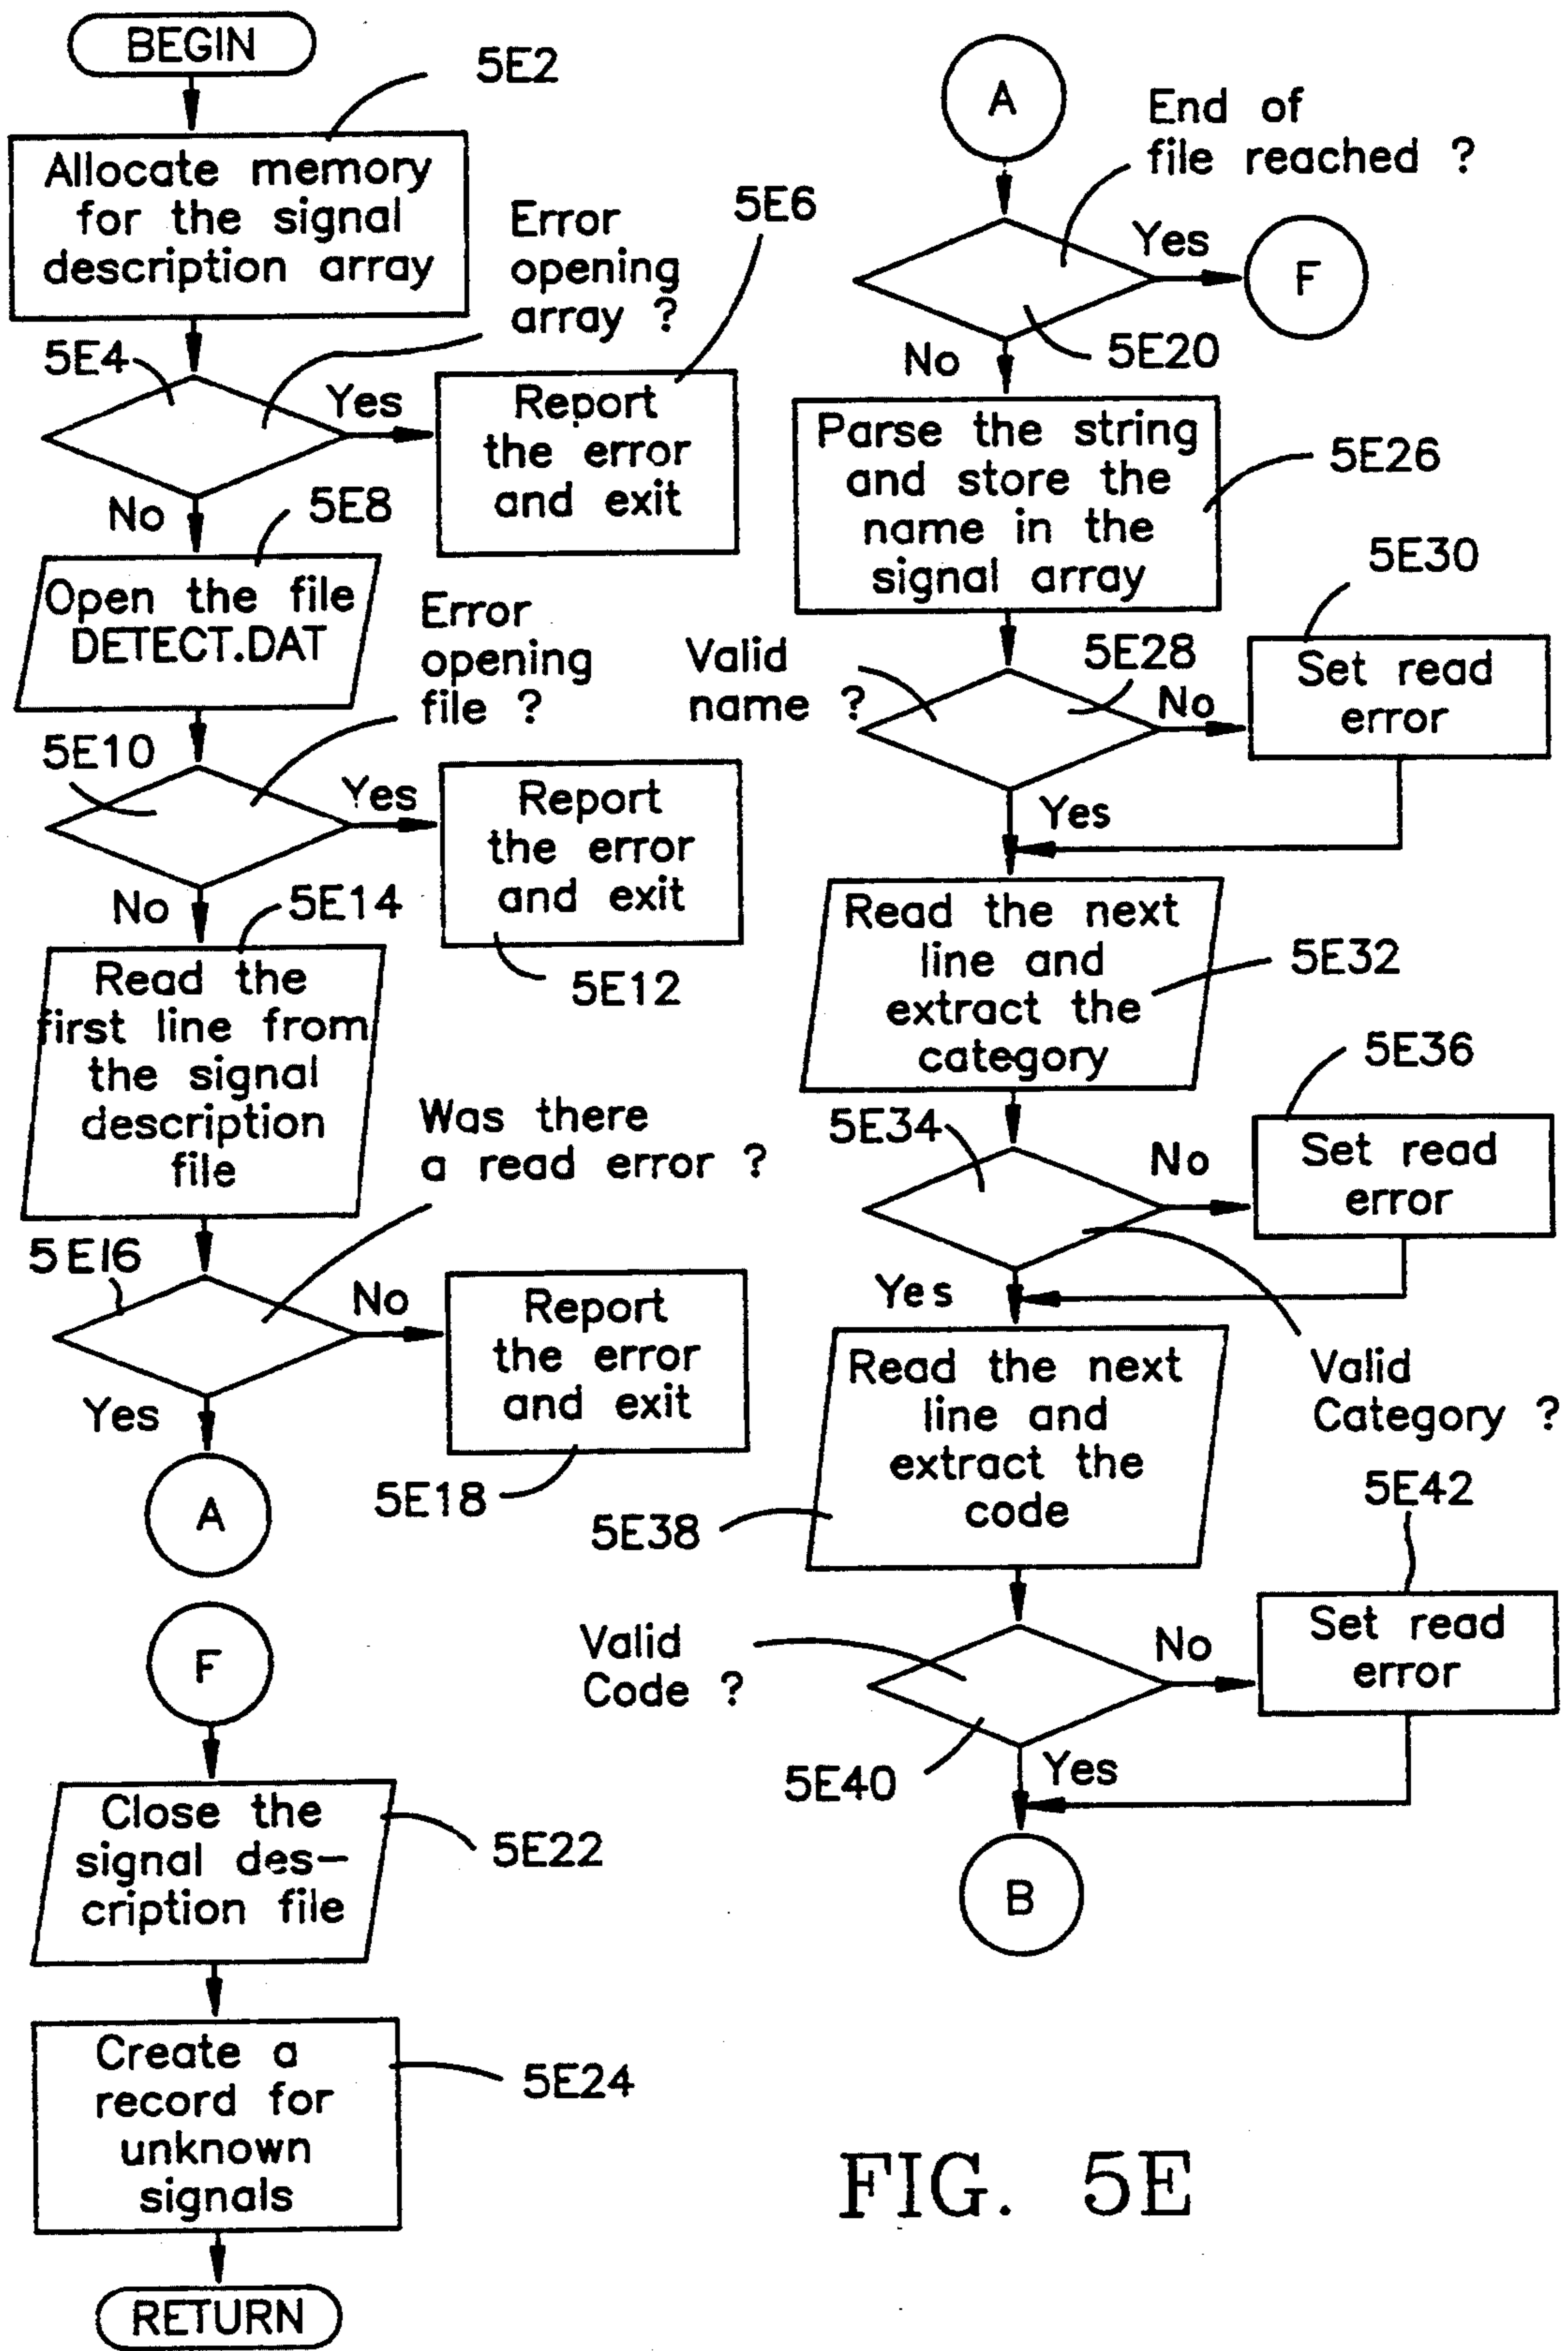 BEGIN
5E2
Allocate memory
for the signal
description array
Error
opening
array ?
5E4
Yes
5E6
Report
the error
and exit
No
5E8
Open the file
DETECT.DAT
Error
opening
file ?
5E10
Yes
Report
the error
and exit
5E12
No
5E14
Read the
first line from
the signal
description
file
Was there
a read error ?
5E16
No
Report
the error
and exit
5E18
Yes
A
F
Close the
signal des-
cription file
5E22
Create a
record for
unknown
signals
5E24
RETURN
A
End of
file reached ?
Yes
F
5E20
No
Parse the string
and store the
name in the
signal array
5E26
Valid
name ?
5E28
No
5E30
Set read
error
Yes
Read the next
line and
extract the
category
5E32
5E34
No
5E36
Set read
error
Yes
Valid
Category ?
Read the next
line and
extract the
code
5E38
Valid
Code ?
No
5E42
Set read
error
5E40
Yes
B
FIG. 5E